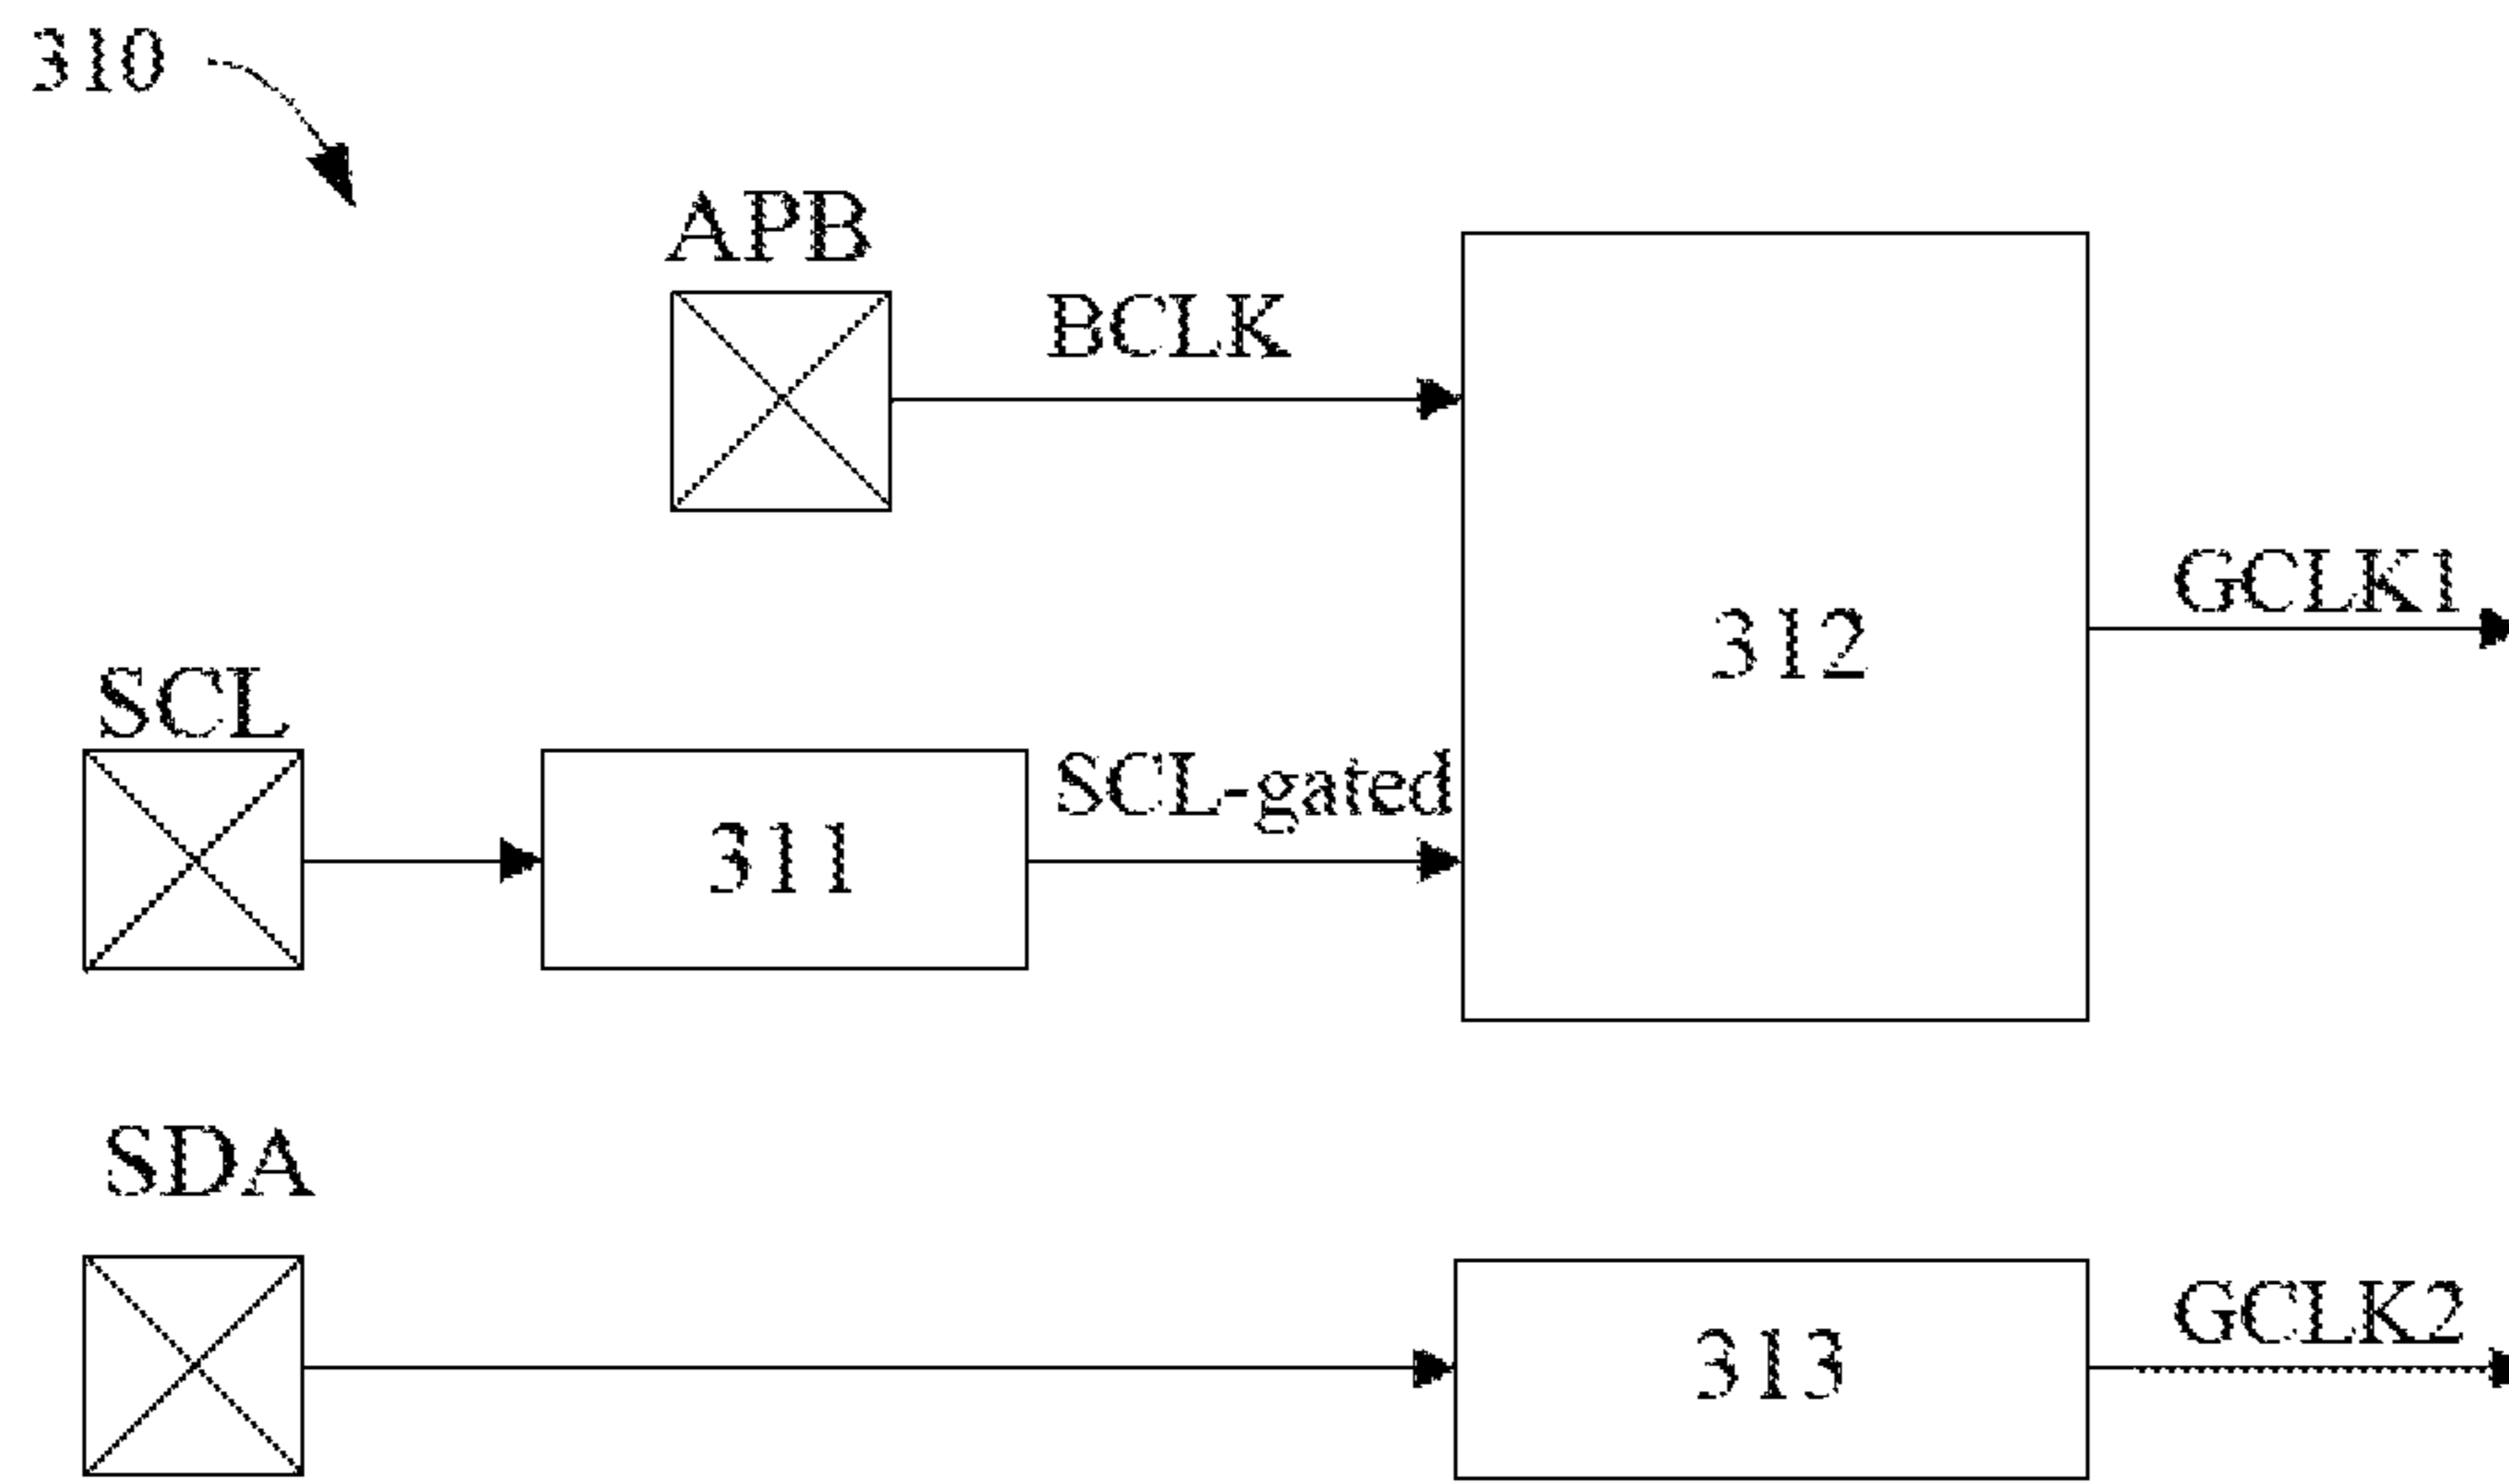 310
APB
BCLK
GCLK1
312
SCL
SCL-gated
311
SDA
GCLK2
313